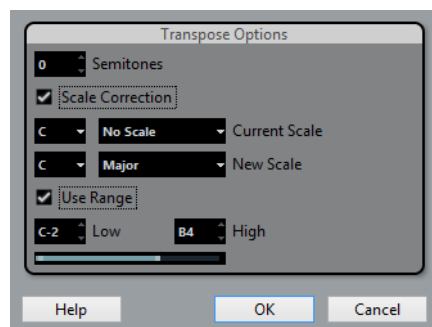 Transpose Options
0 Semitones
Scale Correction
C No Scale Current Scale
C Major New Scale
Use Range
C-2 Low B4 High
Help OK Cancel